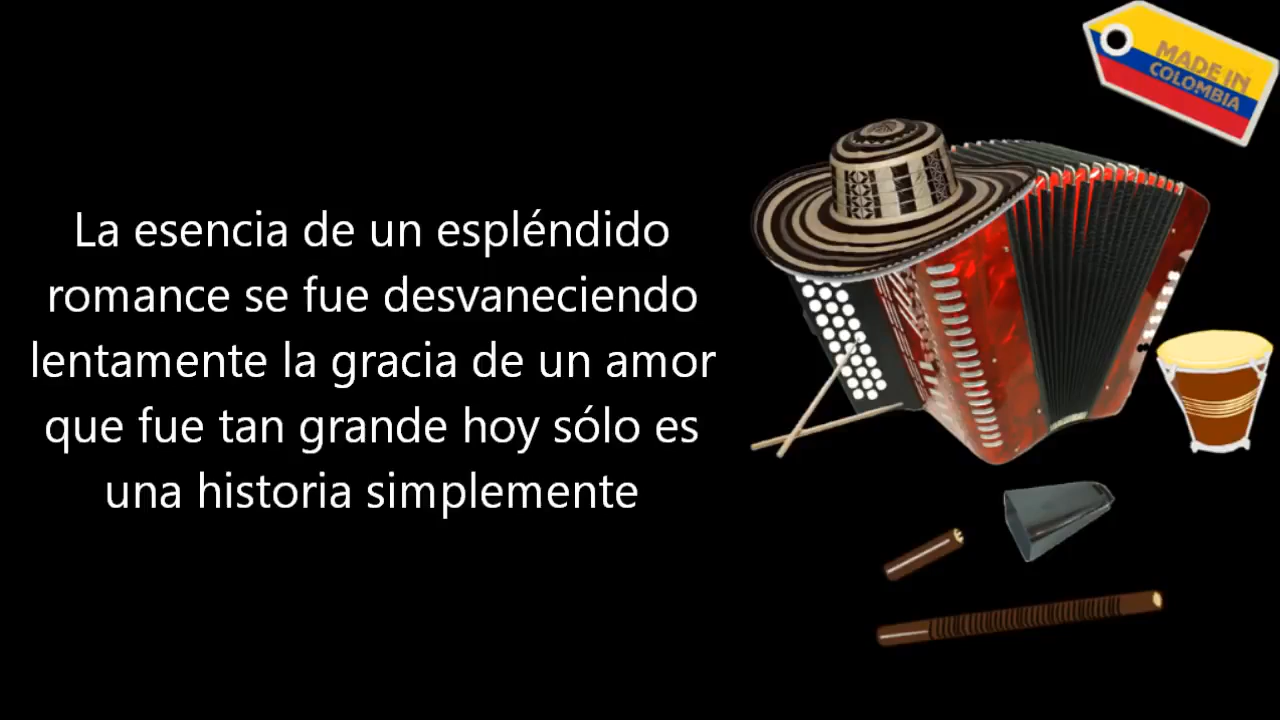 MADE IN
COLOMBIA
La esencia de un espléndido
romance se fue desvaneciendo
lentamente la gracia de un amor
que fue tan grande hoy sólo es
una historia simplemente